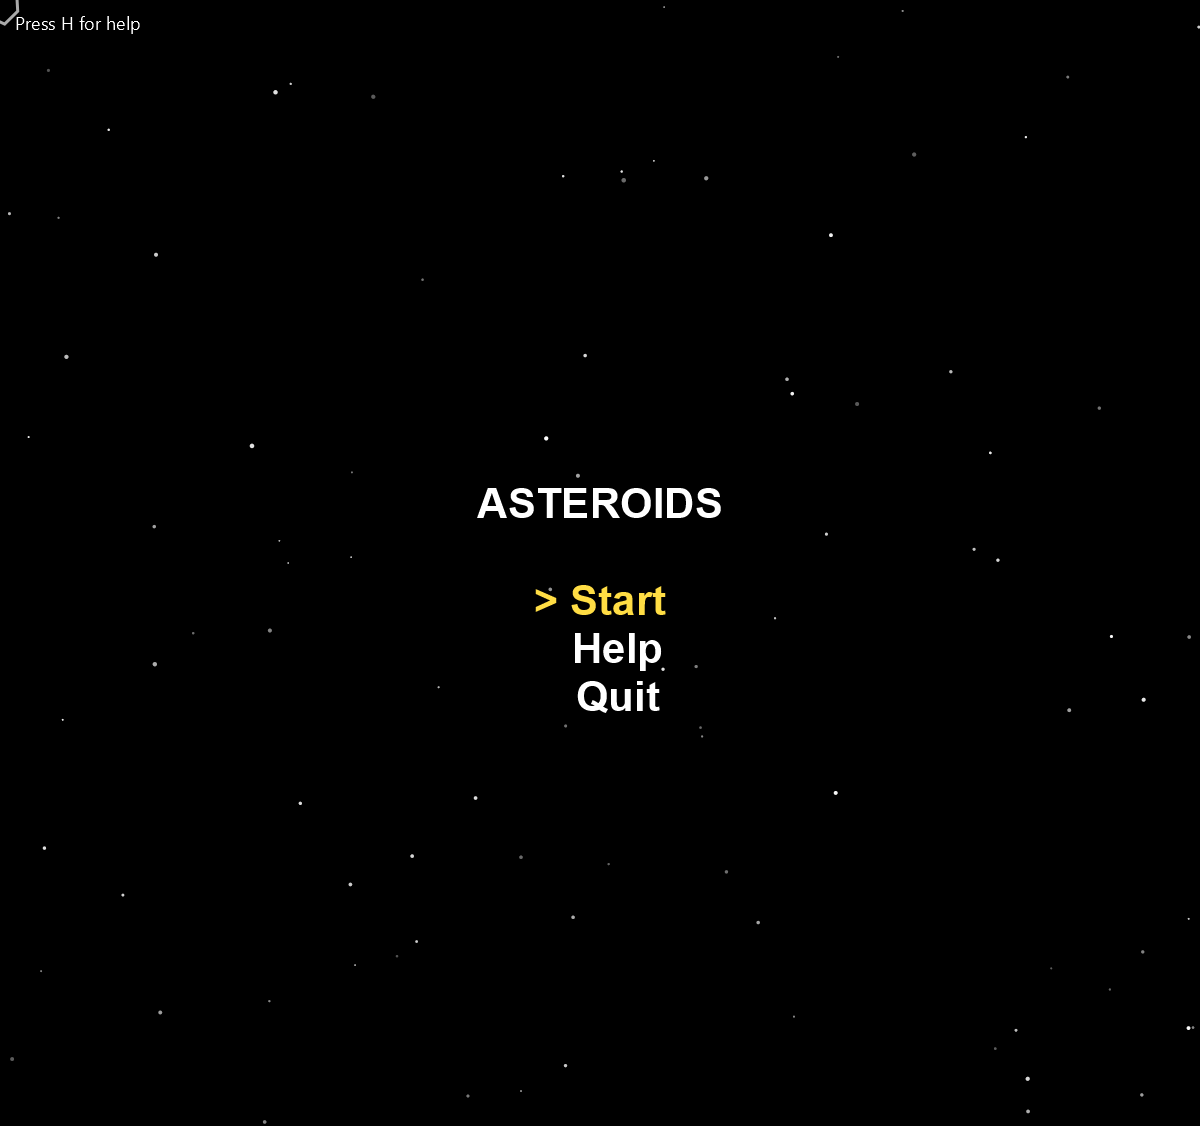 Press H for help
ASTEROIDS
> Start
Help
Quit